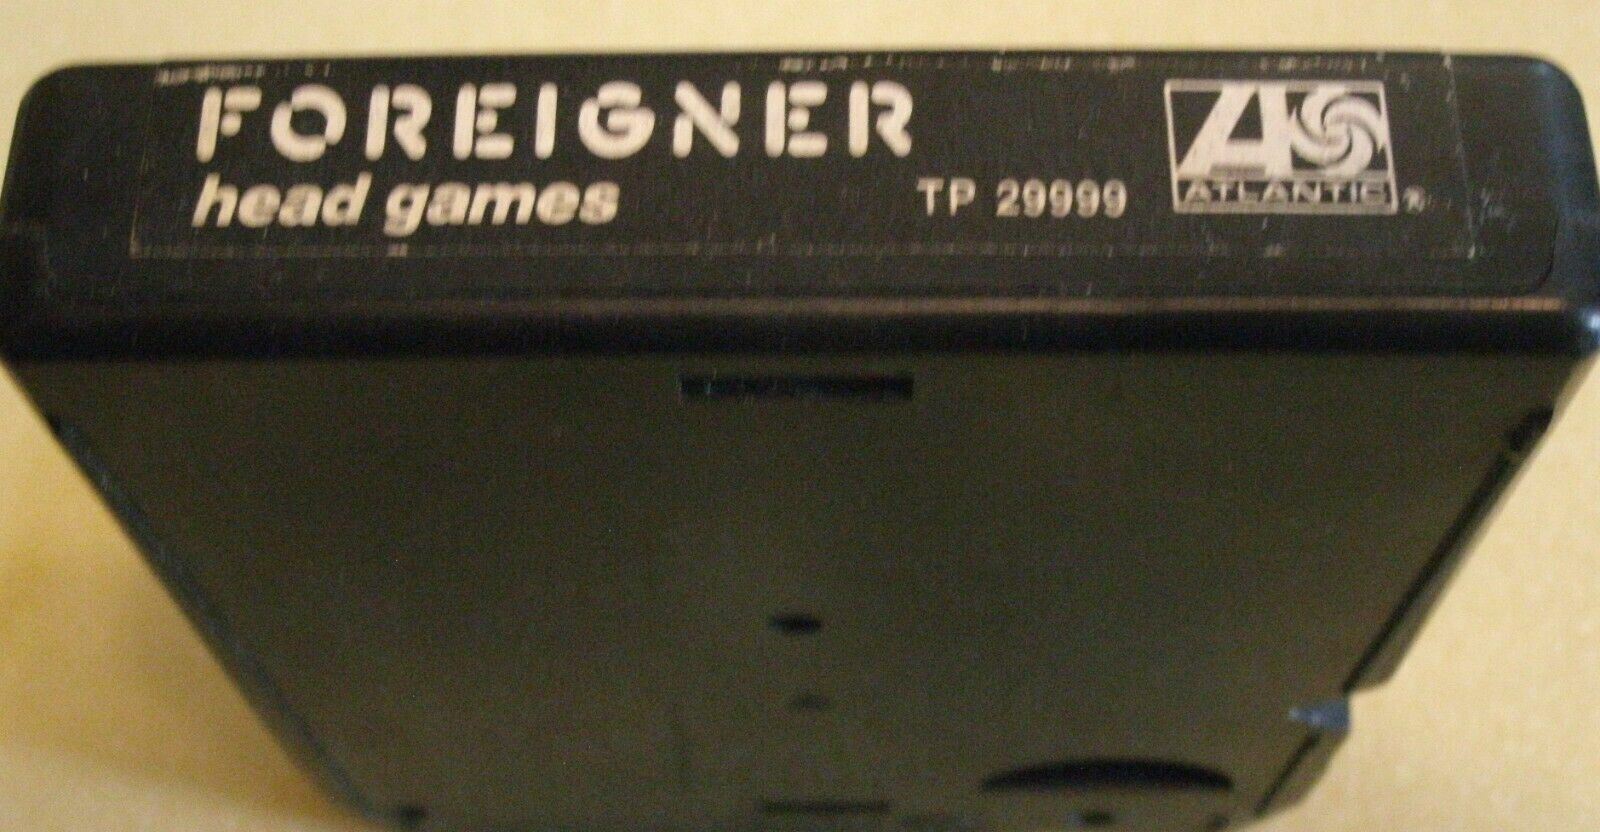 FOREIGNER
head games
TP 29999
A
ATLANTIC
®